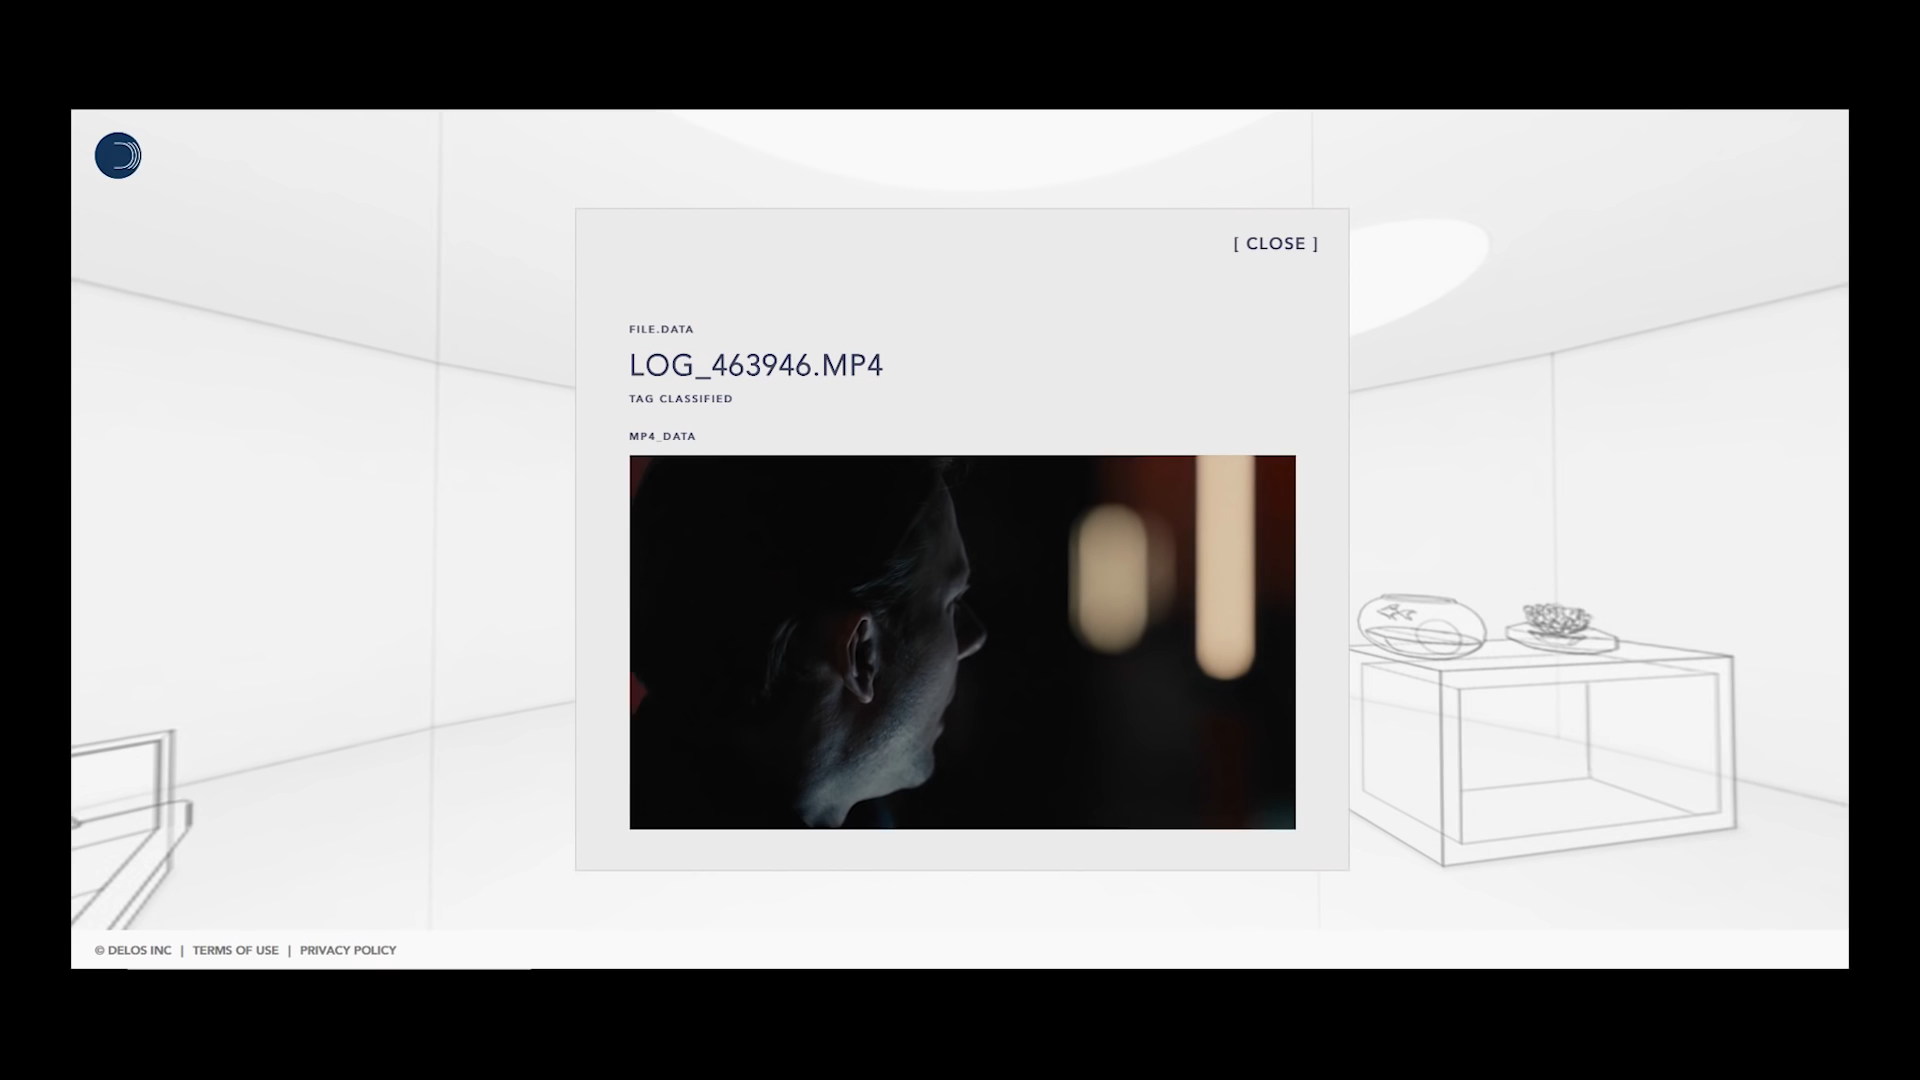 [ CLOSE ]
FILE.DATA
LOG_463946.MP4
TAG CLASSIFIED
MP4_DATA
© DELOS INC | TERMS OF USE | PRIVACY POLICY